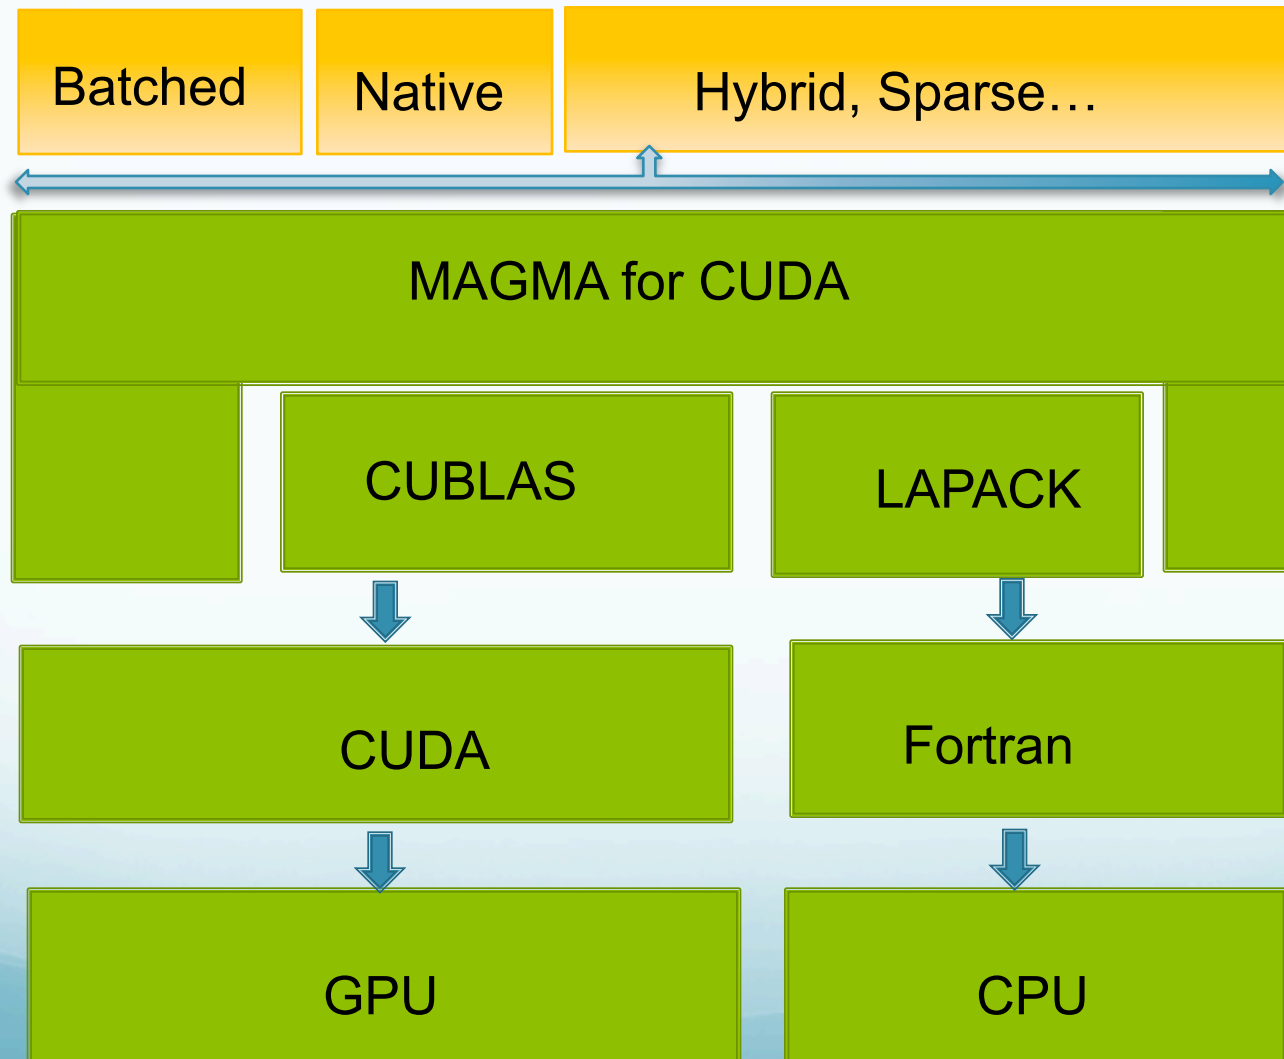 Batched
Native
Hybrid, Sparse…
MAGMA for CUDA
CUBLAS
LAPACK
CUDA
Fortran
GPU
CPU